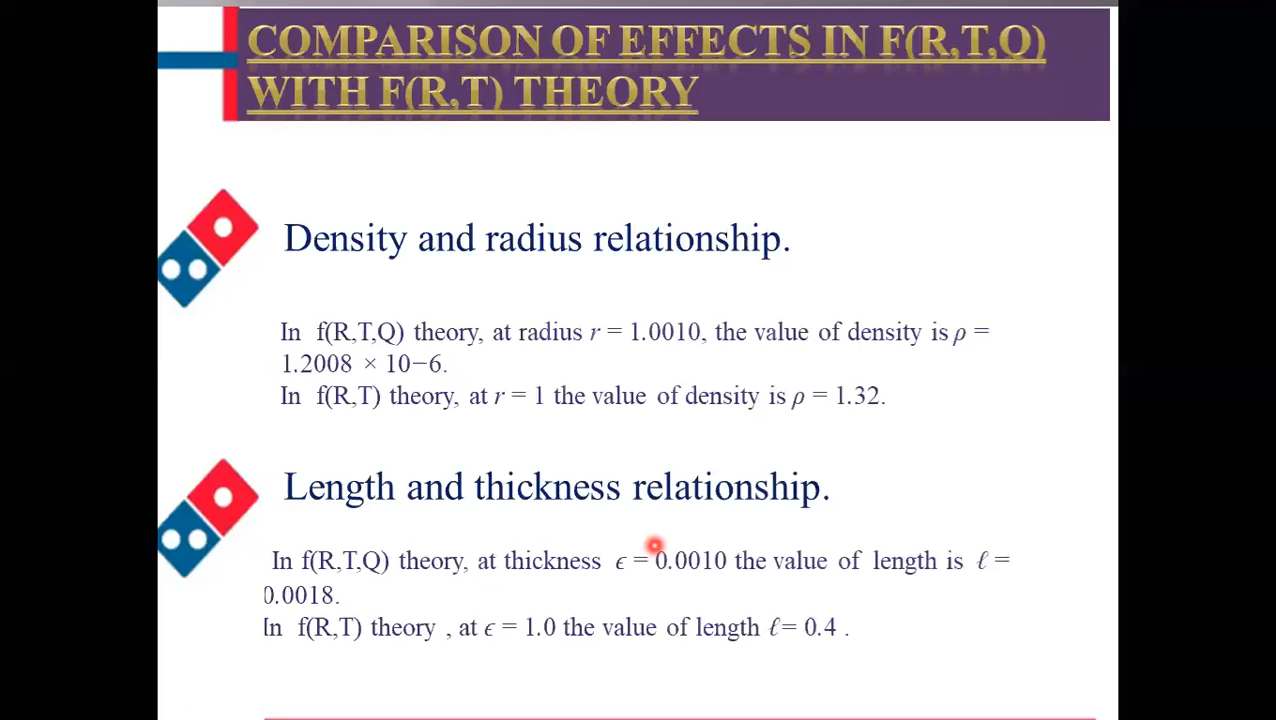 COMPARISON OF EFFECTS IN F(R,T,Q)
WITH F(R,T) THEORY
Density and radius relationship.
In f(R,T,Q) theory, at radius r = 1.0010, the value of density is ρ =
1.2008 × 10−6.
In f(R,T) theory, at r = 1 the value of density is ρ = 1.32.
Length and thickness relationship.
In f(R,T,Q) theory, at thickness ϵ = 0.0010 the value of length is ℓ =
0.0018.
In f(R,T) theory , at ϵ = 1.0 the value of length ℓ= 0.4 .